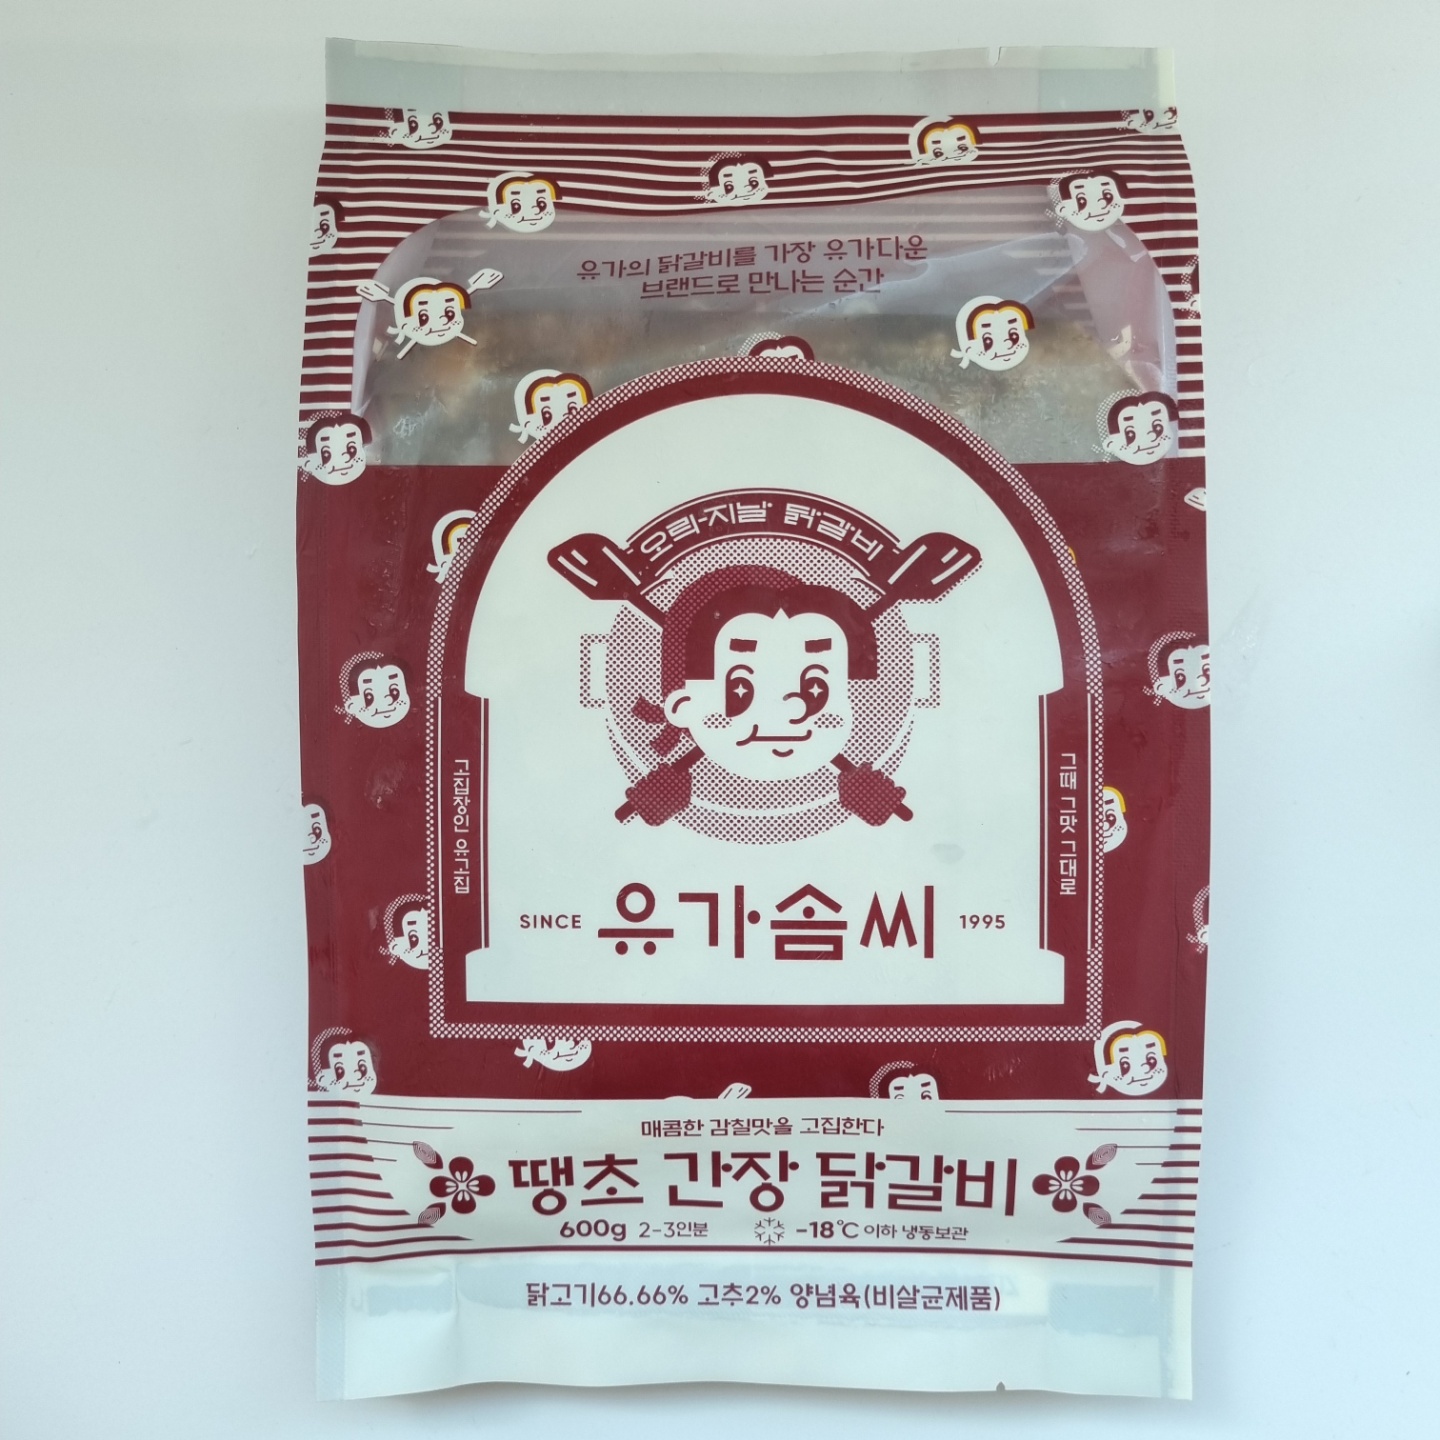 유가의 닭갈비를 가장 유가다운
브랜드로 만나는 순간
오리지날 닭갈비
고집장인 유고집
그때 그맛 그대로
SINCE 유가솜씨 1995
매콤한 감칠맛을 고집한다
땡초 간장 닭갈비
600g 2-3인분 -18℃ 이하 냉동보관
닭고기66.66% 고추2% 양념육(비살균제품)